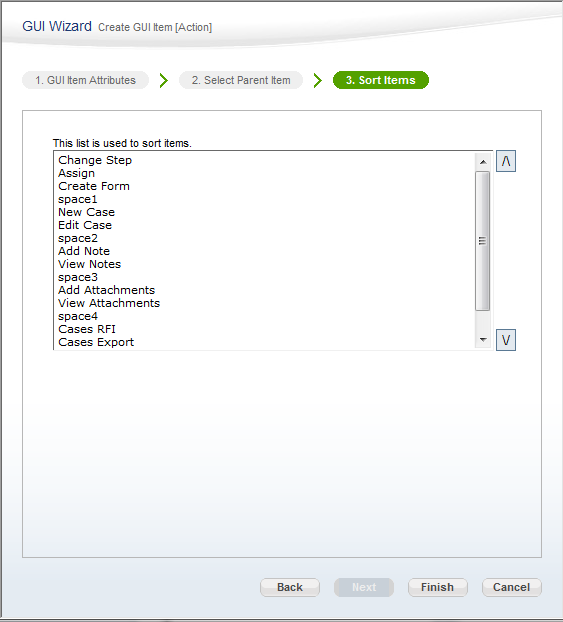 GUI Wizard Create GUI Item [Action]
1. GUI Item Attributes 2. Select Parent Item 3. Sort Items
This list is used to sort items.
Change Step
Assign
Create Form
space1
New Case
Edit Case
space2
Add Note
View Notes
space3
Add Attachments
View Attachments
space4
Cases RFI
Cases Export
/\
\/
Back Next Finish Cancel